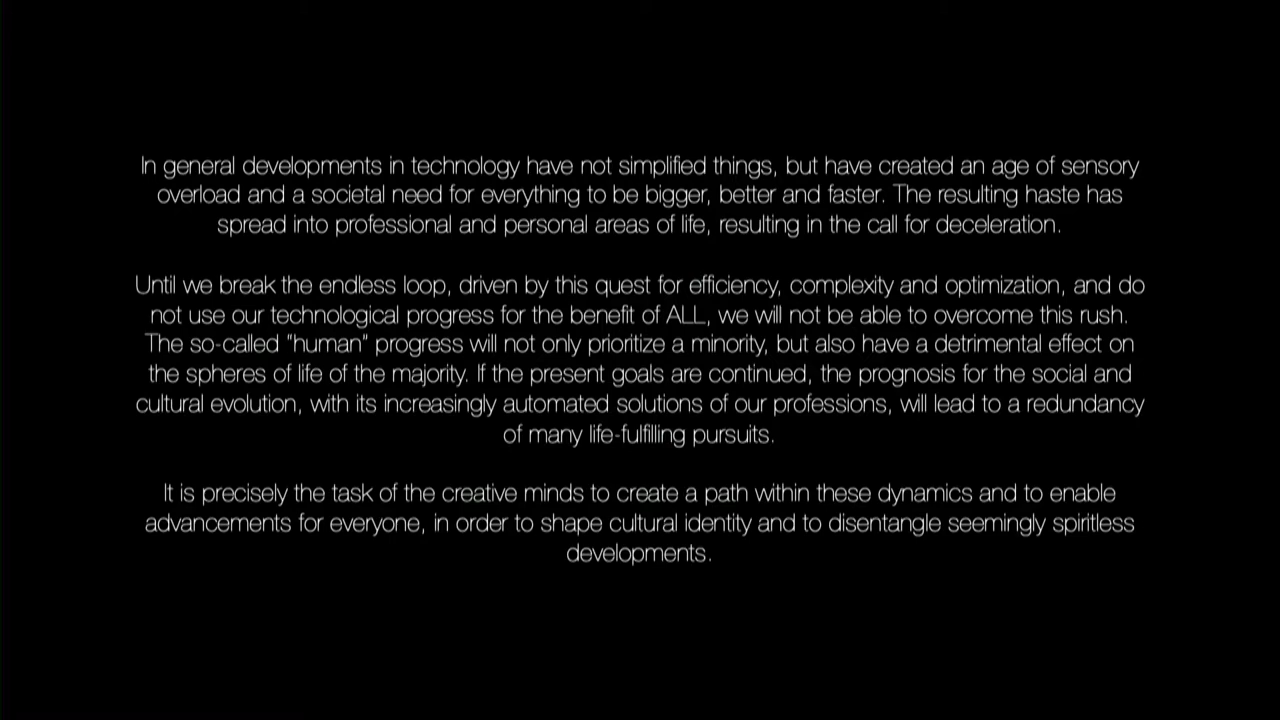 In general developments in technology have not simplified things, but have created an age of sensory
overload and a societal need for everything to be bigger, better and faster. The resulting haste has
spread into professional and personal areas of life, resulting in the call for deceleration.
Until we break the endless loop, driven by this quest for efficiency, complexity and optimization, and do
not use our technological progress for the benefit of ALL, we will not be able to overcome this rush.
The so-called "human" progress will not only prioritize a minority, but also have a detrimental effect on
the spheres of life of the majority. If the present goals are continued, the prognosis for the social and
cultural evolution, with its increasingly automated solutions of our professions, will lead to a redundancy
of many life-fulfilling pursuits.
It is precisely the task of the creative minds to create a path within these dynamics and to enable
advancements for everyone, in order to shape cultural identity and to disentangle seemingly spiritless
developments.